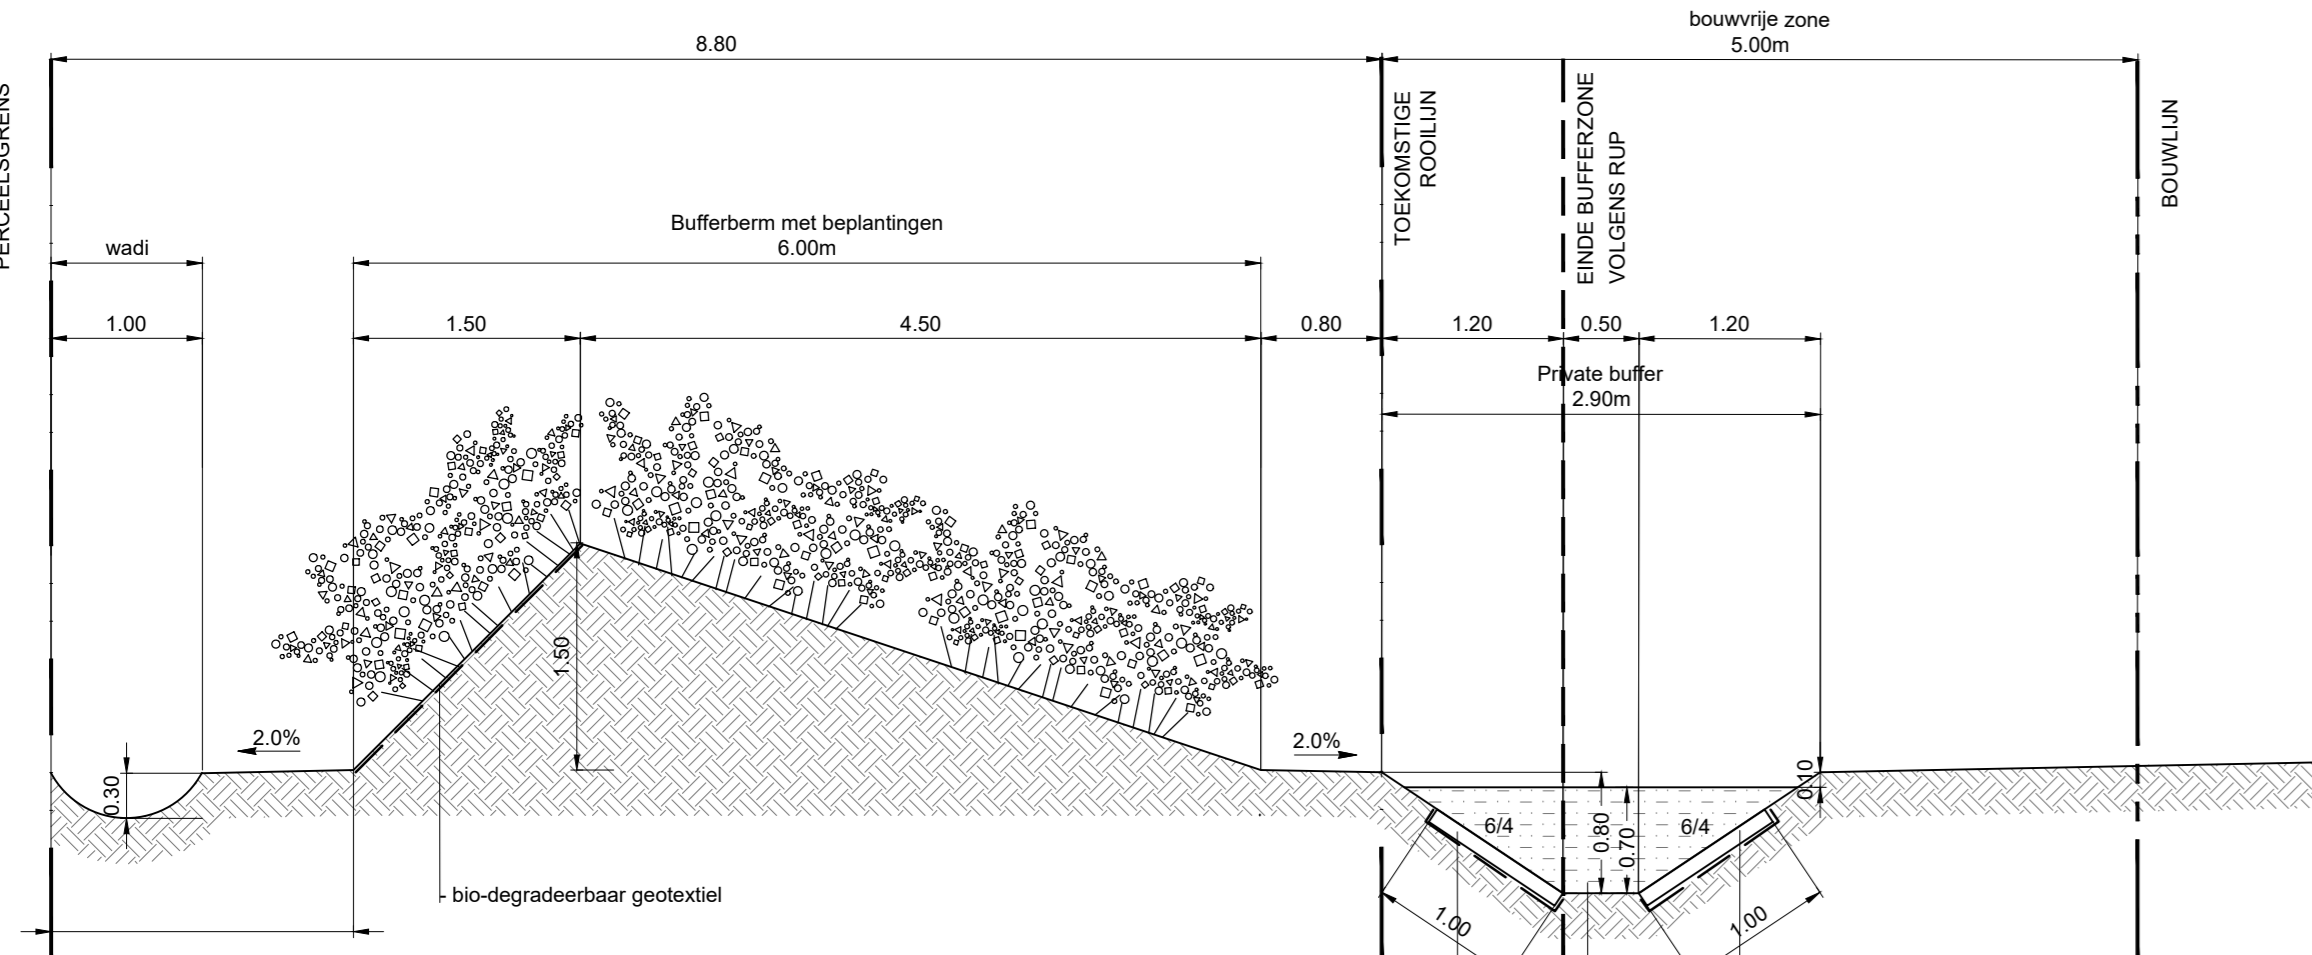 bouwvrije zone
8.80
5.00m
PERCEELSGRENS
TOEKOMSTIGE
ROOILIJN
EINDE BUFFERZONE
VOLGENS RUP
BOUWLIJN
Bufferberm met beplantingen
6.00m
wadi
1.00
1.50
4.50
0.80
1.20
0.50
1.20
Private buffer
2.90m
1.50
2.0%
2.0%
0.30
0.10
6/4
0.80
0.70
6/4
- bio-degradeerbaar geotextiel
1.00
1.00